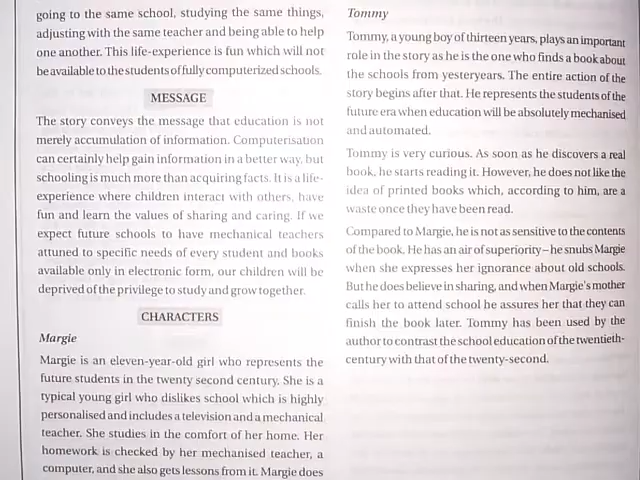 going to the same school, studying the same things,
adjusting with the same teacher and being able to help
one another. This life-experience is fun which will not
be available to the students of fully computerized schools.
MESSAGE
The story conveys the message that education is not
merely accumulation of information. Computerisation
can certainly help gain information in a better way, but
schooling is much more than acquiring facts. It is a life-
experience where children interact with others, have
fun and learn the values of sharing and caring. If we
expect future schools to have mechanical teachers
attuned to specific needs of every student and books
available only in electronic form, our children will be
deprived of the privilege to study and grow together.
CHARACTERS
Margie
Margie is an eleven-year-old girl who represents the
future students in the twenty second century. She is a
typical young girl who dislikes school which is highly
personalised and includes a television and a mechanical
teacher. She studies in the comfort of her home. Her
homework is checked by her mechanised teacher, a
computer, and she also gets lessons from it. Margie does
Tommy
Tommy, a young boy of thirteen years, plays an important
role in the story as he is the one who finds a book about
the schools from yesteryears. The entire action of the
story begins after that. He represents the students of the
future era when education will be absolutely mechanised
and automated.
Tommy is very curious. As soon as he discovers a real
book, he starts reading it. However, he does not like the
idea of printed books which, according to him, are a
waste once they have been read.
Compared to Margie, he is not as sensitive to the contents
of the book. He has an air of superiority – he snubs Margie
when she expresses her ignorance about old schools.
But he does believe in sharing, and when Margie's mother
calls her to attend school he assures her that they can
finish the book later. Tommy has been used by the
author to contrast the school education of the twentieth-
century with that of the twenty-second.